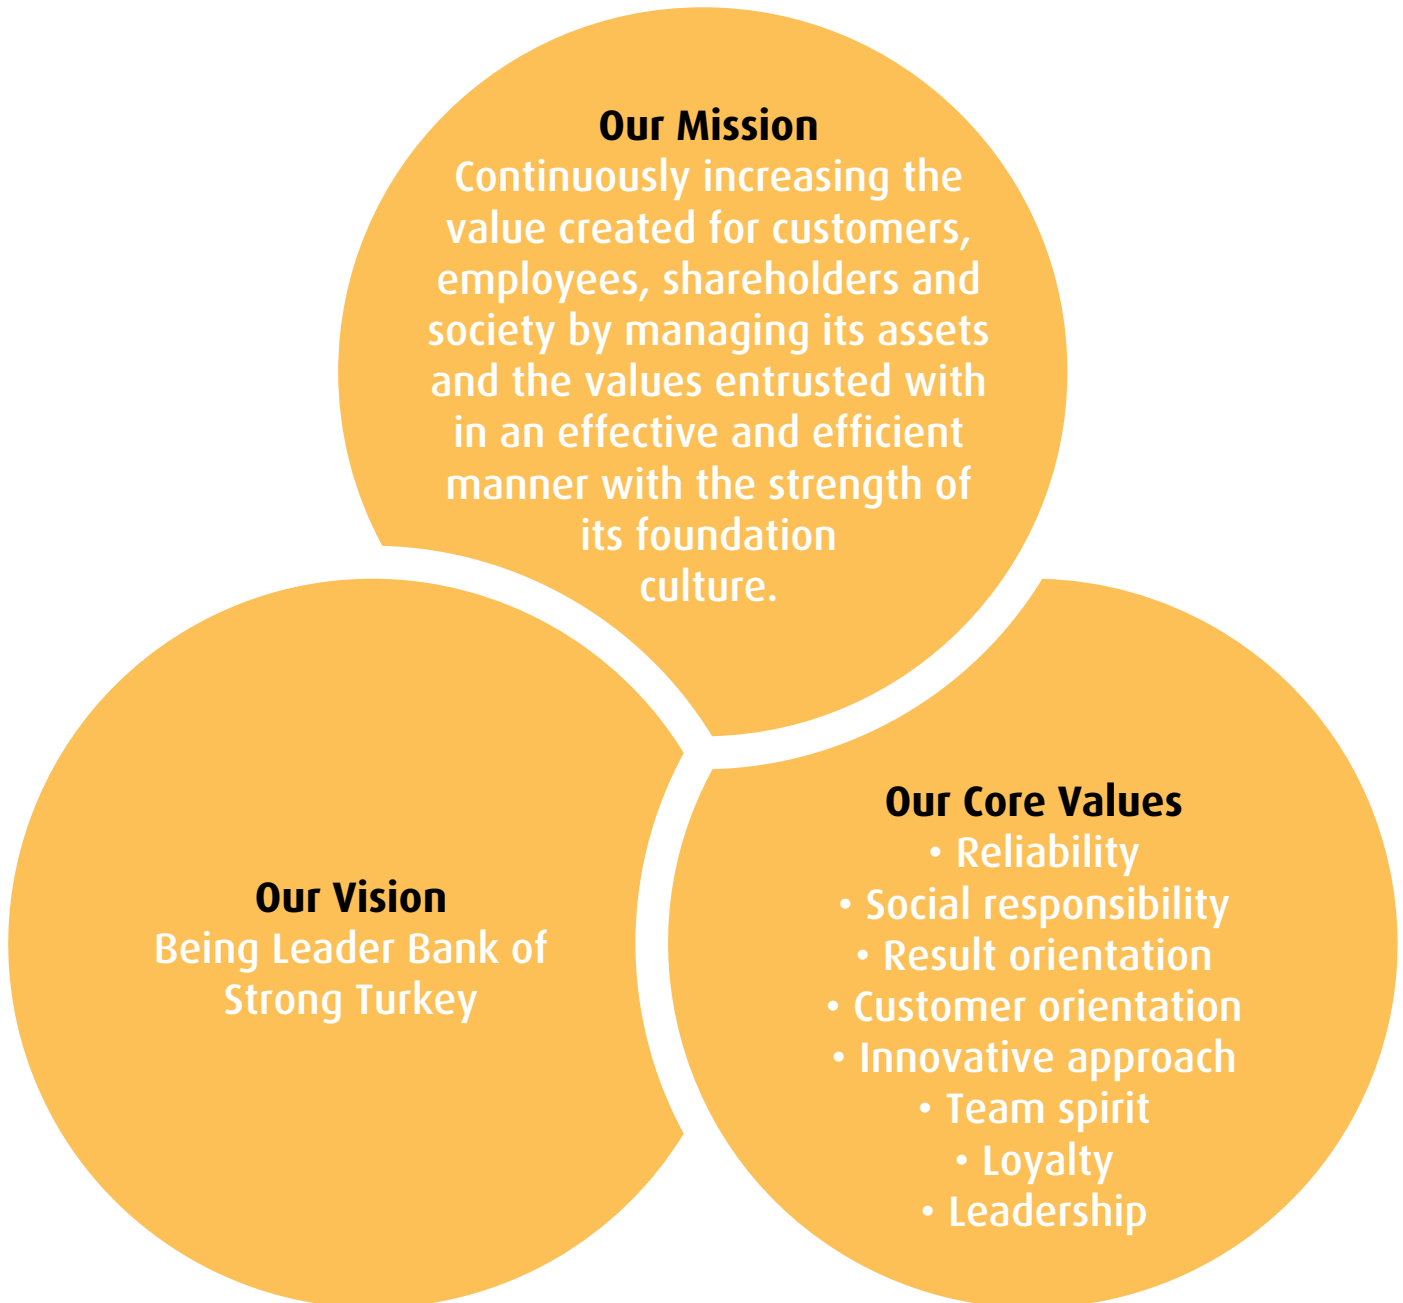 Our Mission
Continuously increasing the
value created for customers,
employees, shareholders and
society by managing its assets
and the values entrusted with
in an effective and efficient
manner with the strength of
its foundation
culture.
Our Vision
Being Leader Bank of
Strong Turkey
Our Core Values
• Reliability
• Social responsibility
• Result orientation
• Customer orientation
• Innovative approach
• Team spirit
• Loyalty
• Leadership